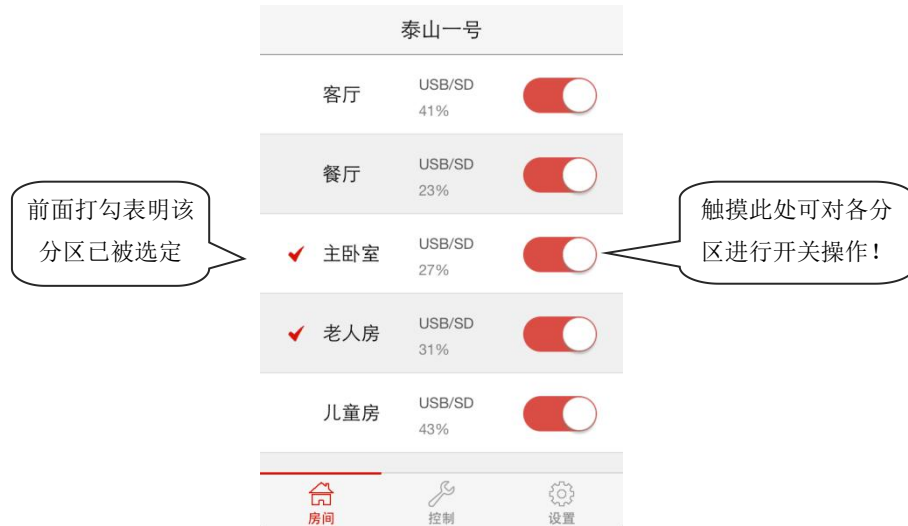 泰山一号
客厅
USB/SD
41%
餐厅
USB/SD
23%
前面打勾表明该
分区已被选定
主卧室
USB/SD
27%
触摸此处可对各分
区进行开关操作！
老人房
USB/SD
31%
儿童房
USB/SD
43%
房间
控制
设置